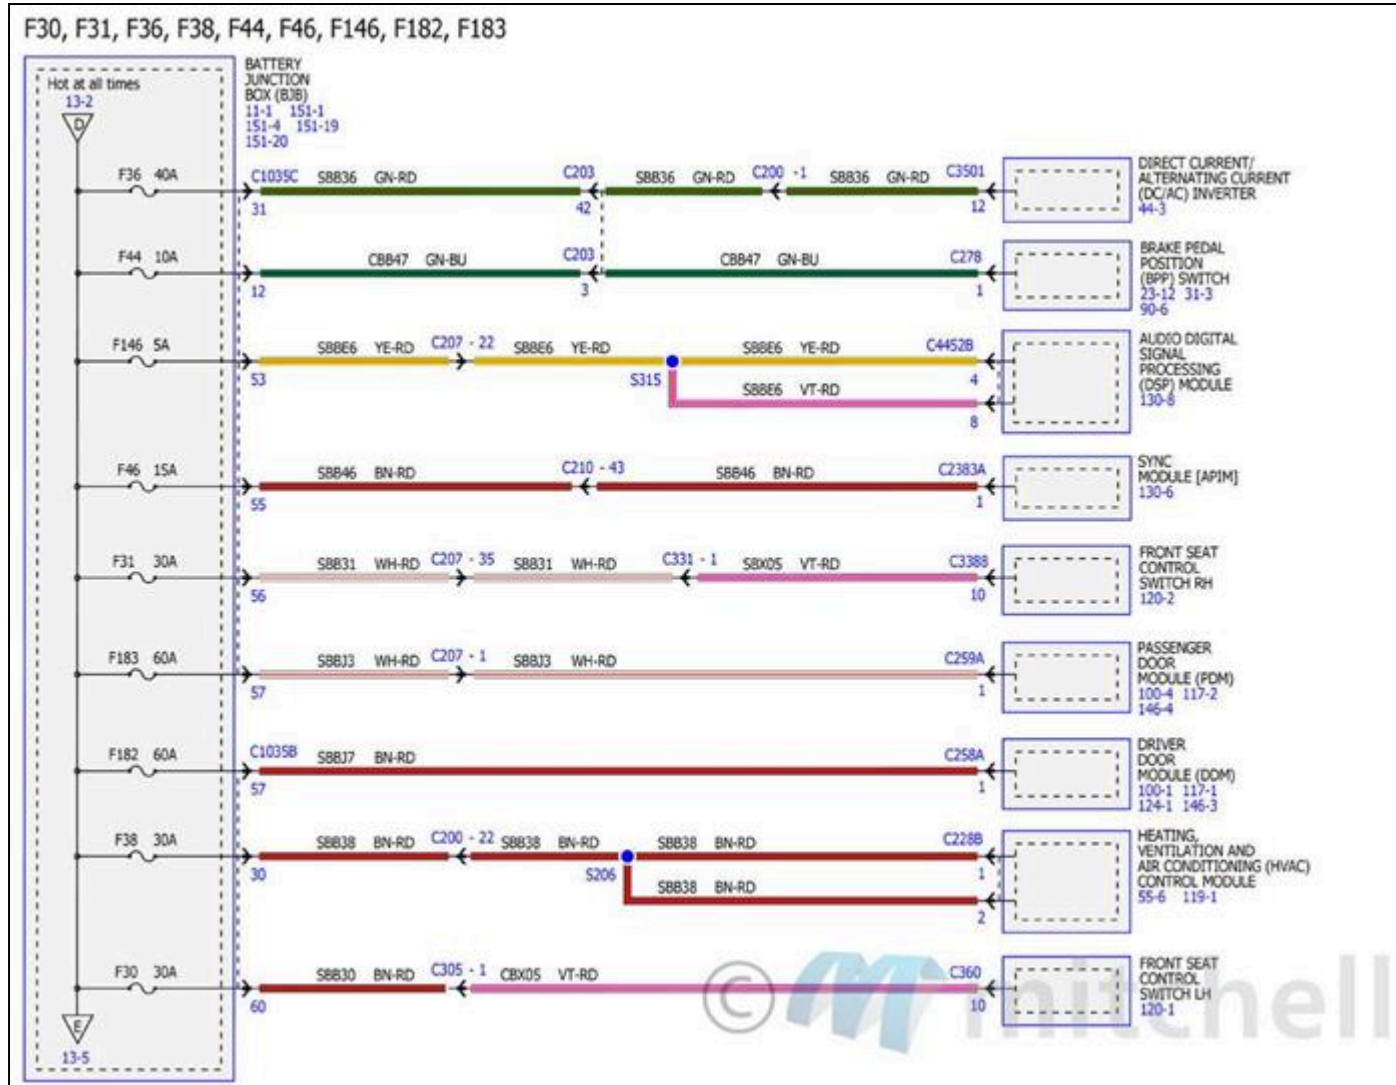 F30, F31, F36, F38, F44, F46, F146, F182, F183
Hot at all times
13-2
D
BATTERY
JUNCTION
BOX (BJB)
11-1 151-1
151-4 151-19
151-20
F36 40A
C1035C SBB36 GN-RD
C203
SBB36 GN-RD
C200 -1
SBB36 GN-RD
C3501
31
42
12
DIRECT CURRENT/
ALTERNATING CURRENT
(DC/AC) INVERTER
44-3
F44 10A
CBB47 GN-BU
C203
CBB47 GN-BU
C278
12
3
1
BRAKE PEDAL
POSITION
(BPP) SWITCH
23-12 31-3
90-6
F146 5A
SBBE6 YE-RD
C207 - 22
SBBE6 YE-RD
SBBE6 YE-RD
C4452B
53
S315
4
SBBE6 VT-RD
8
AUDIO DIGITAL
SIGNAL
PROCESSING
(DSP) MODULE
130-8
F46 15A
SBB46 BN-RD
C210 - 43
SBB46 BN-RD
C2383A
55
1
SYNC
MODULE [APIM]
130-6
F31 30A
SBB31 WH-RD
C207 - 35
SBB31 WH-RD
C331 - 1
SBX05 VT-RD
C3388
56
10
FRONT SEAT
CONTROL
SWITCH RH
120-2
F183 60A
SBBJ3 WH-RD
C207 - 1
SBBJ3 WH-RD
C259A
57
1
PASSENGER
DOOR
MODULE (PDM)
100-4 117-2
146-4
F182 60A
C1035B
SBBJ7 BN-RD
C258A
57
1
DRIVER
DOOR
MODULE (DDM)
100-1 117-1
124-1 146-3
F38 30A
SBB38 BN-RD
C200 - 22
SBB38 BN-RD
SBB38 BN-RD
C228B
30
S206
1
SBB38 BN-RD
2
HEATING,
VENTILATION AND
AIR CONDITIONING (HVAC)
CONTROL MODULE
55-6 119-1
F30 30A
SBB30 BN-RD
C305 - 1
CBX05 VT-RD
C360
60
10
FRONT SEAT
CONTROL
SWITCH LH
120-1
E
13-5
© mitchell